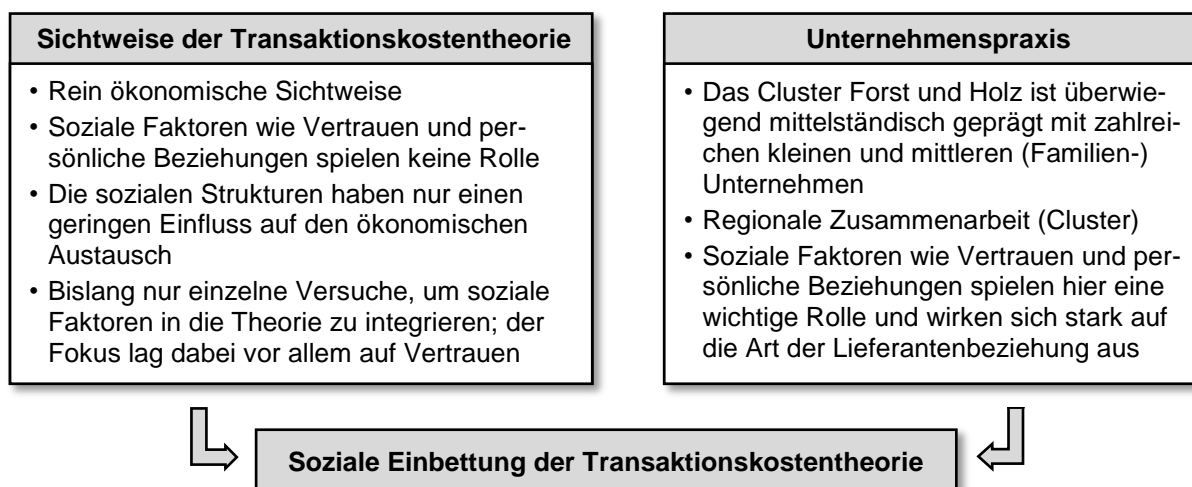 Sichtweise der Transaktionskostentheorie
• Rein ökonomische Sichtweise
• Soziale Faktoren wie Vertrauen und per-
sönliche Beziehungen spielen keine Rolle
• Die sozialen Strukturen haben nur einen
geringen Einfluss auf den ökonomischen
Austausch
• Bislang nur einzelne Versuche, um soziale
Faktoren in die Theorie zu integrieren; der
Fokus lag dabei vor allem auf Vertrauen
Unternehmenspraxis
• Das Cluster Forst und Holz ist überwie-
gend mittelständisch geprägt mit zahlrei-
chen kleinen und mittleren (Familien-)
Unternehmen
• Regionale Zusammenarbeit (Cluster)
• Soziale Faktoren wie Vertrauen und per-
sönliche Beziehungen spielen hier eine
wichtige Rolle und wirken sich stark auf
die Art der Lieferantenbeziehung aus
Soziale Einbettung der Transaktionskostentheorie